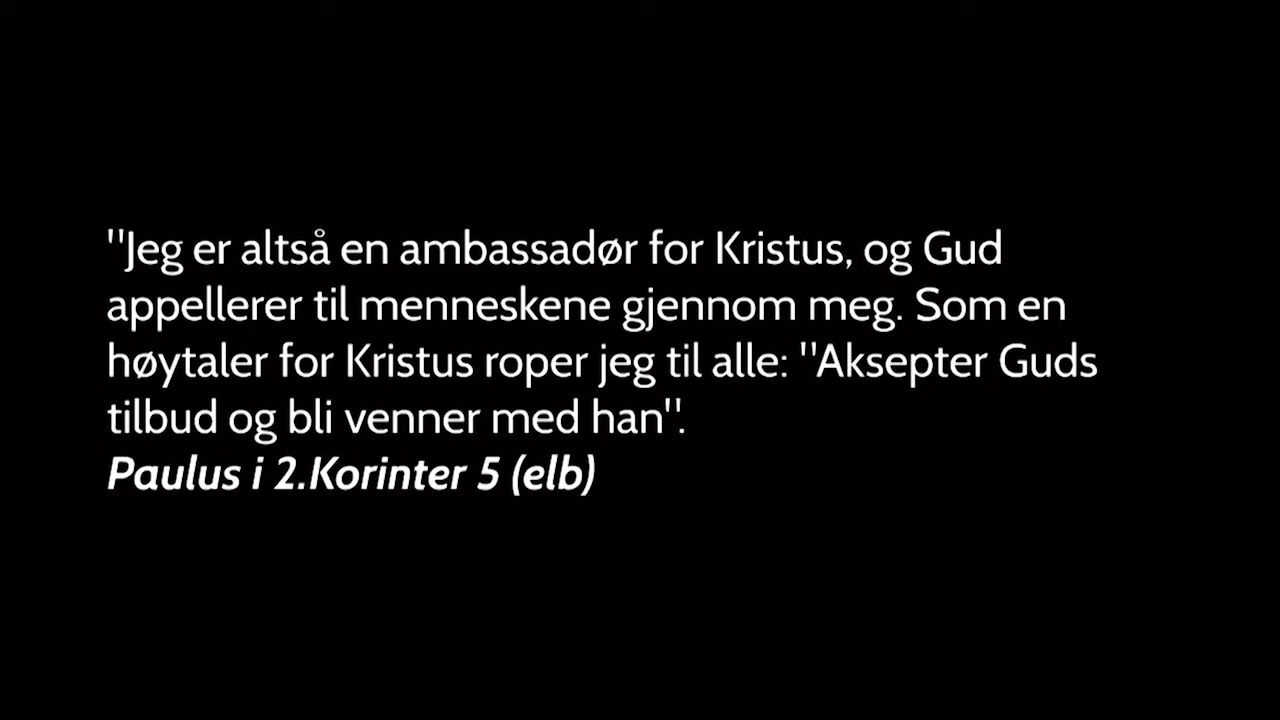 "Jeg er altså en ambassadør for Kristus, og Gud
appellerer til menneskene gjennom meg. Som en
høytaler for Kristus roper jeg til alle: "Aksepter Guds
tilbud og bli venner med han".
Paulus i 2.Korinter 5 (elb)